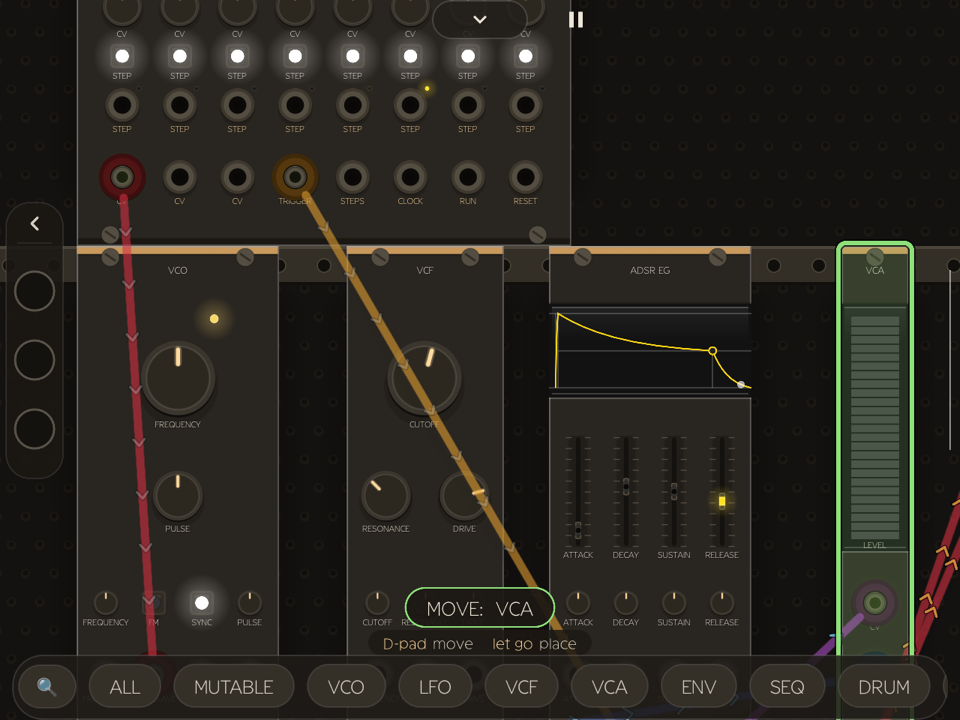 CV CV CV CV CV CV CV CV
STEP STEP STEP STEP STEP STEP STEP STEP
STEP STEP STEP STEP STEP STEP STEP STEP
CV CV CV TRIGGER STEPS CLOCK RUN RESET
VCO VCF ADSR EG VCA
FREQUENCY CUTOFF
PULSE RESONANCE DRIVE
ATTACK DECAY SUSTAIN RELEASE
LEVEL
FREQUENCY FM SYNC PULSE CUTOFF ATTACK DECAY SUSTAIN RELEASE
CV
MOVE: VCA
D-pad move let go place
ALL MUTABLE VCO LFO VCF VCA ENV SEQ DRUM